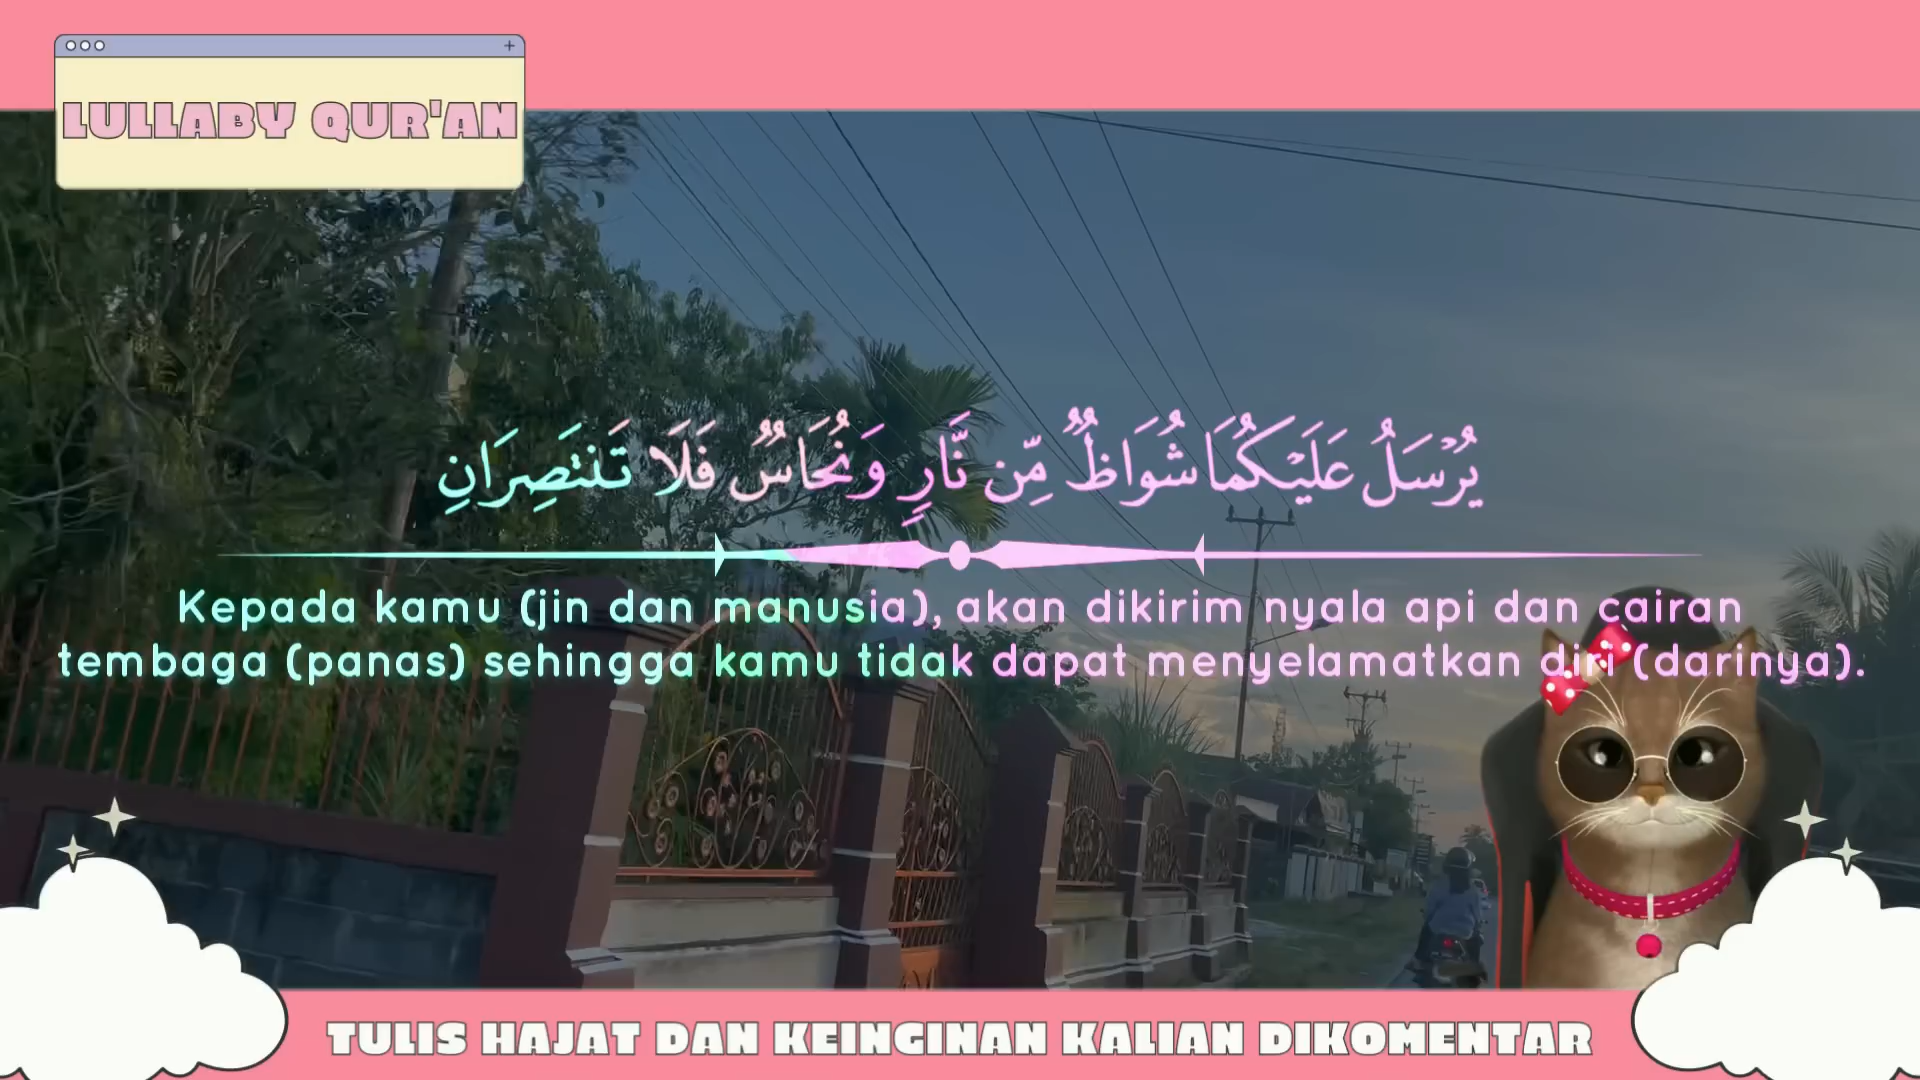 LULLABY QUR'AN
يُرْسَلُ عَلَيْكُمَا شُوَاظٌ مِّن نَّارٍ وَنُحَاسٌ فَلَا تَنتَصِرَانِ
Kepada kamu (jin dan manusia), akan dikirim nyala api dan cairan
tembaga (panas) sehingga kamu tidak dapat menyelamatkan diri (darinya).
TULIS HAJAT DAN KEINGINAN KALIAN DIKOMENTAR